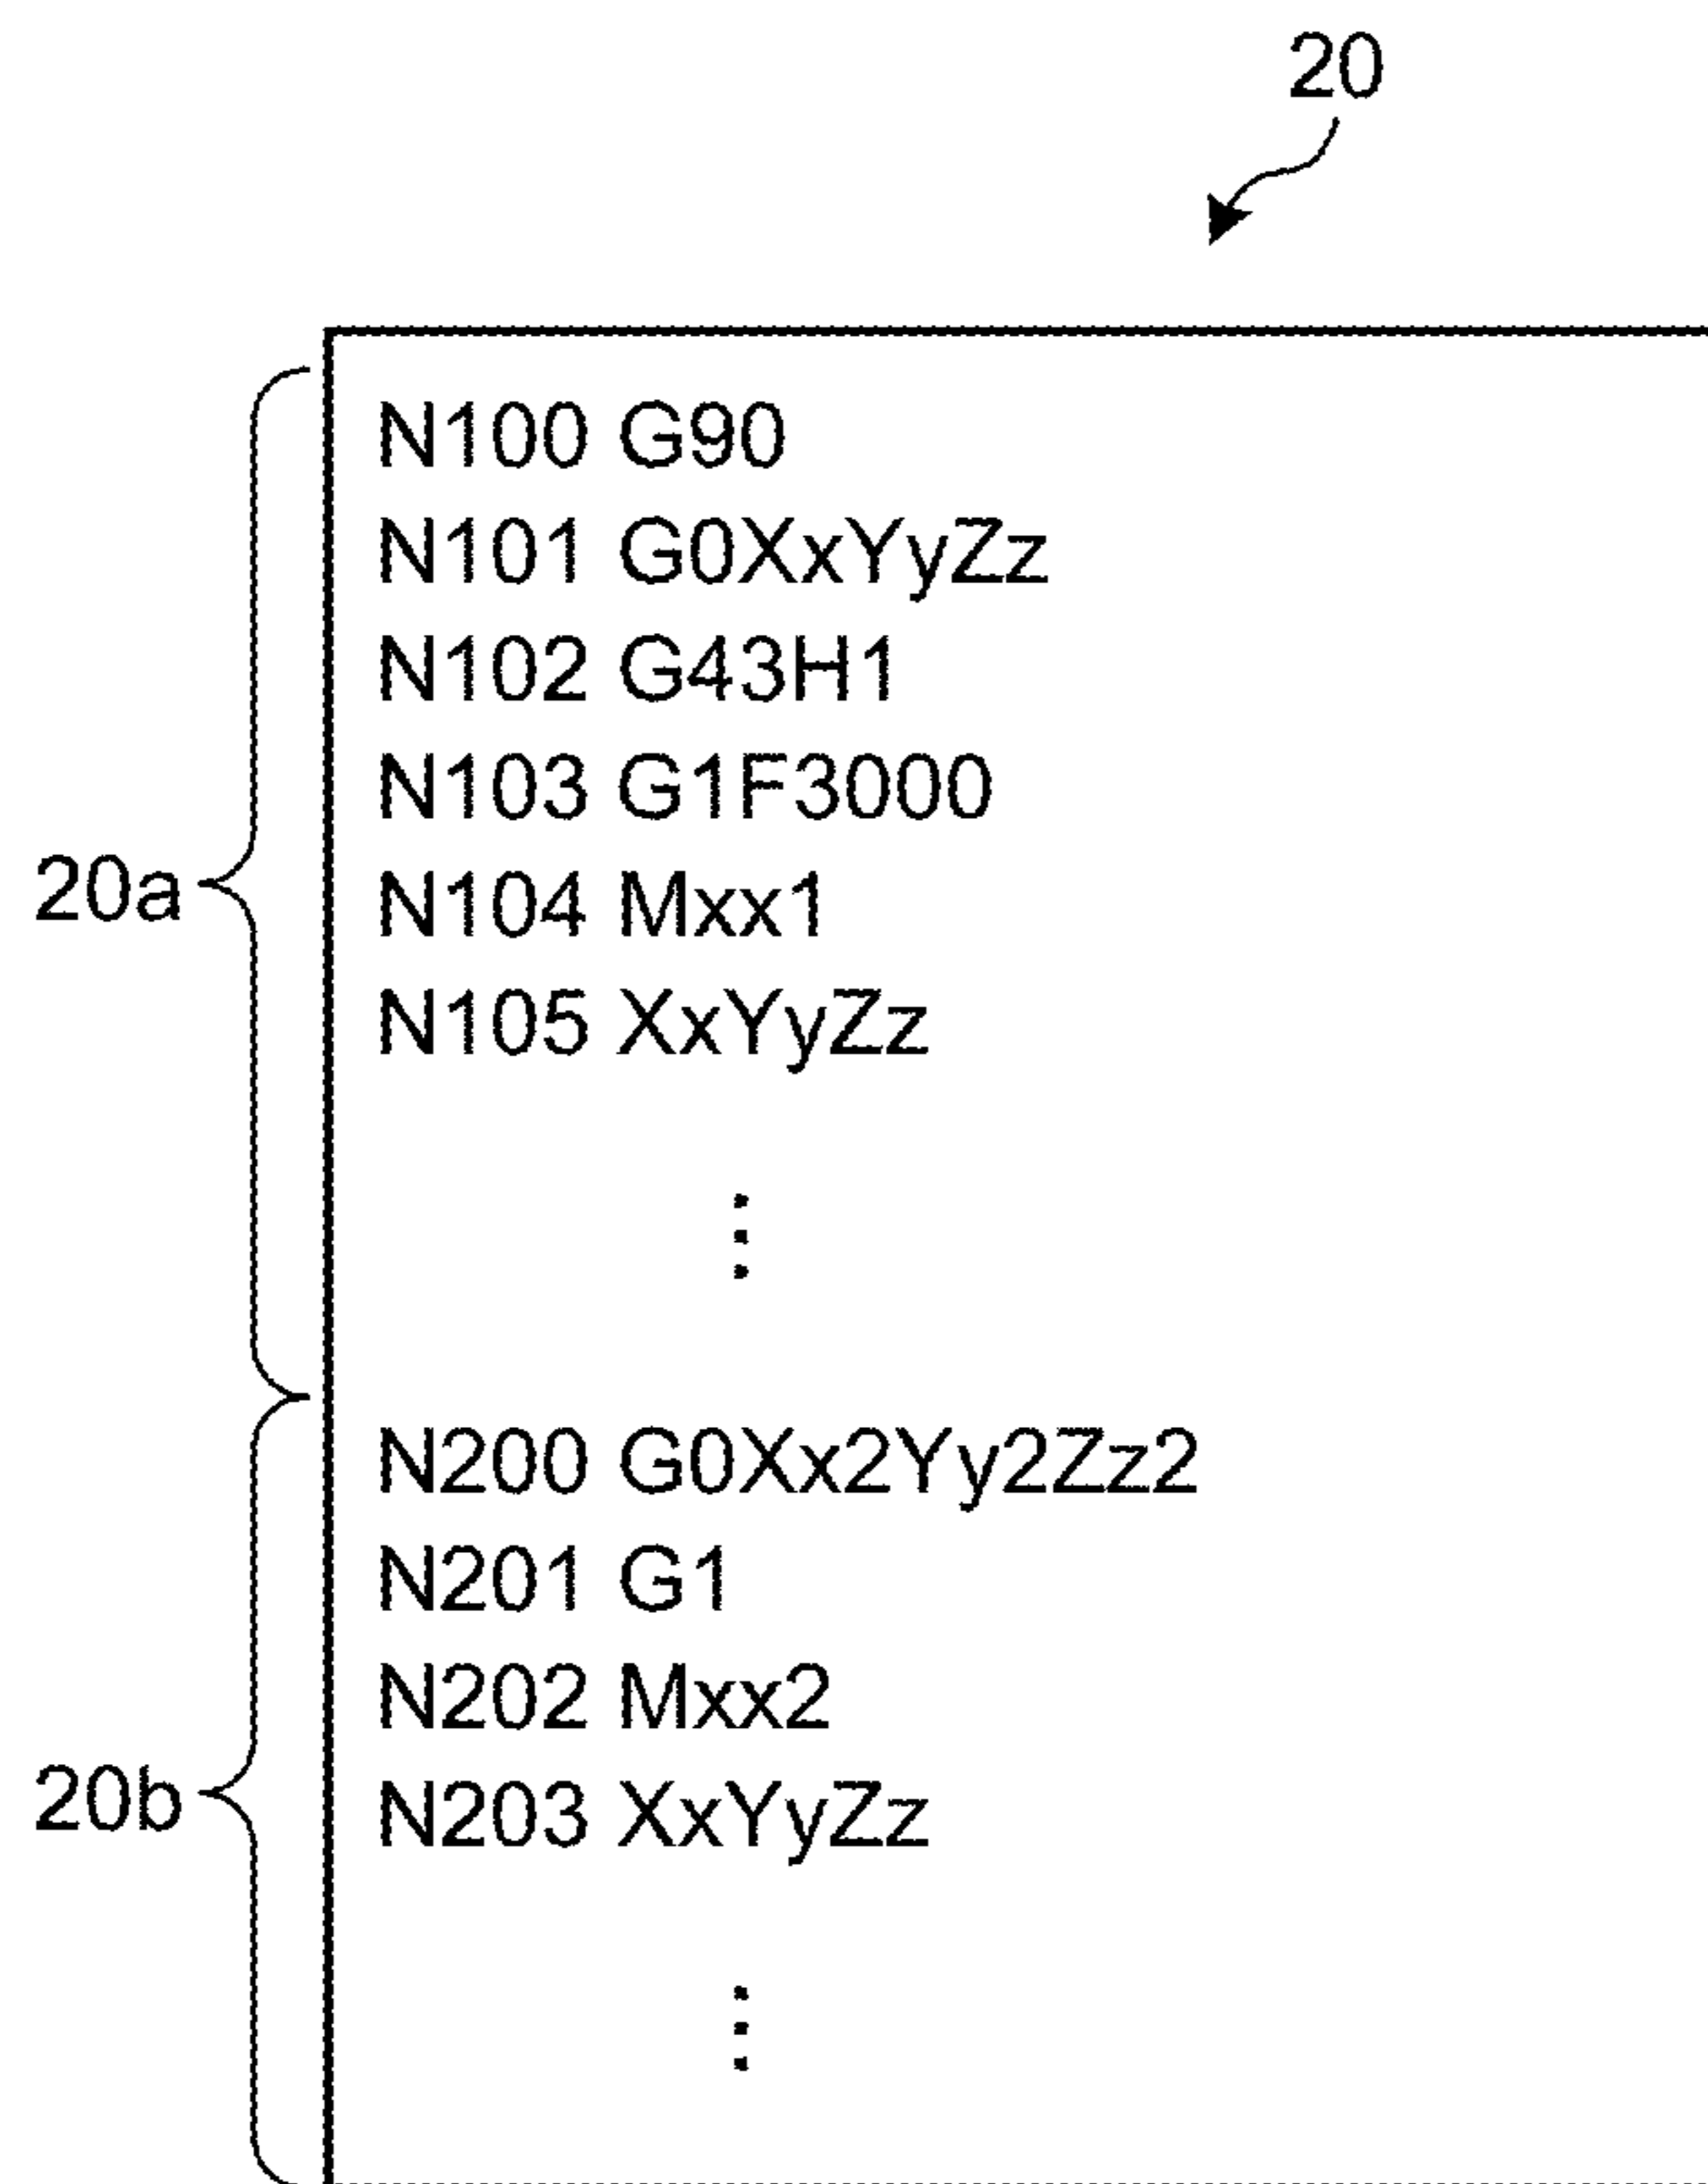 20
N100 G90
N101 G0XxYyZz
N102 G43H1
N103 G1F3000
20a
N104 Mxx1
N105 XxYyZz
⋮
N200 G0Xx2Yy2Zz2
N201 G1
N202 Mxx2
20b
N203 XxYyZz
⋮